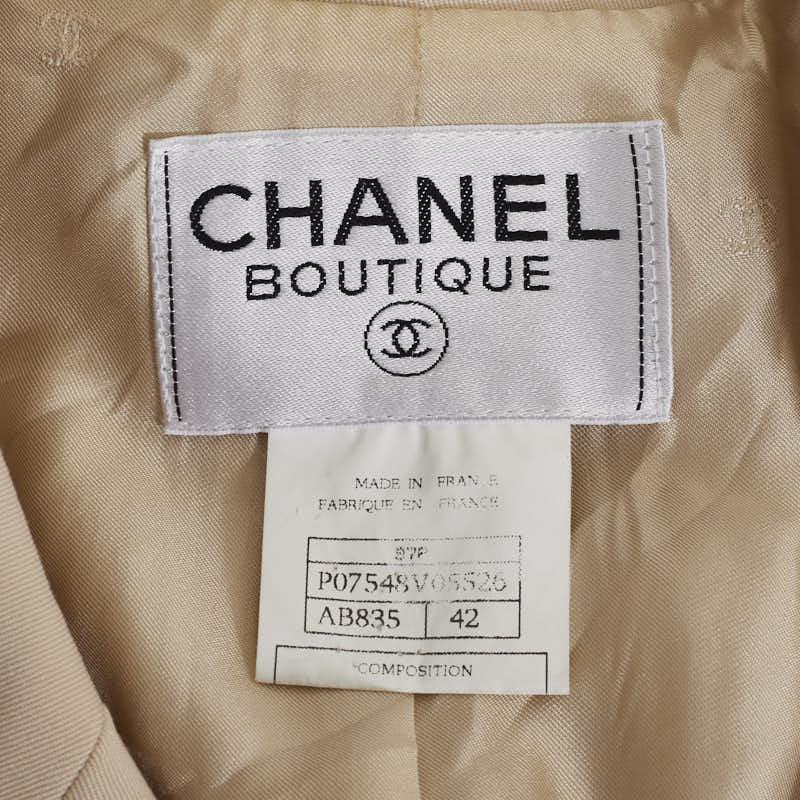 CHANEL
BOUTIQUE
MADE IN FRANCE
FABRIQUE EN FRANCE
97P
P07548V05526
AB835 42
COMPOSITION